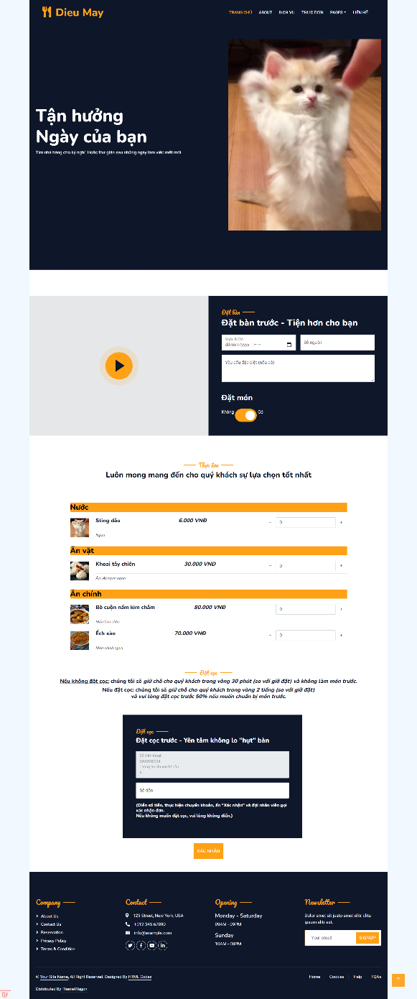 Dieu May
TRANG CHỦ ABOUT DỊCH VỤ THỰC ĐƠN PAGES LIÊN HỆ
Tận hưởng
Ngày của bạn
Tìm nhà hàng cho kỳ nghỉ. Hoặc thư giãn sau những ngày làm việc mệt mỏi
Đặt bàn
Đặt bàn trước - Tiện hơn cho bạn
Ngày & Giờ
dd/mm/yyyy --:-- Số người
Yêu cầu đặc biệt (nếu có)
Đặt món
Không Có
Thực đơn
Luôn mong mang đến cho quý khách sự lựa chọn tốt nhất
Nước
Sting dâu 6.000 VNĐ − 0 +
Ngon
Ăn vặt
Khoai tây chiên 30.000 VNĐ − 0 +
Ăn vặt ngon ngon
Ăn chính
Bò cuộn nấm kim châm 80.000 VNĐ 0
Món bán chạy
Ếch xào 70.000 VNĐ − 0 +
Món chính ngon
Đặt cọc
Nếu không đặt cọc: chúng tôi sẽ giữ chỗ cho quý khách trong vòng 30 phút (so với giờ đặt) và không làm món trước.
Nếu đặt cọc: chúng tôi sẽ giữ chỗ cho quý khách trong vòng 2 tiếng (so với giờ đặt)
và vui lòng đặt cọc trước 50% nếu muốn chuẩn bị món trước.
Đặt cọc
Đặt cọc trước - Yên tâm không lo "hụt" bàn
Số điện thoại
Thông tin chuyển khoản
Số tiền
(Điền số tiền, thực hiện chuyển khoản, ấn "Xác nhận" và đợi nhân viên gọi
xác nhận đơn.
Nếu không muốn đặt cọc, vui lòng không điền.)
XÁC NHẬN
Company Contact Opening Newsletter
About Us
Contact Us
Reservation
Privacy Policy
Terms & Condition
123 Street, New York, USA
+012 345 67890
info@example.com
Monday - Saturday
09AM - 09PM
Sunday
10AM - 08PM
Dolor amet sit justo amet elitr clita
ipsum elitr est.
Your email SIGNUP
© Your Site Name, All Right Reserved. Designed By HTML Codex
Home Cookies Help FQAs
Distributed By ThemeWagon